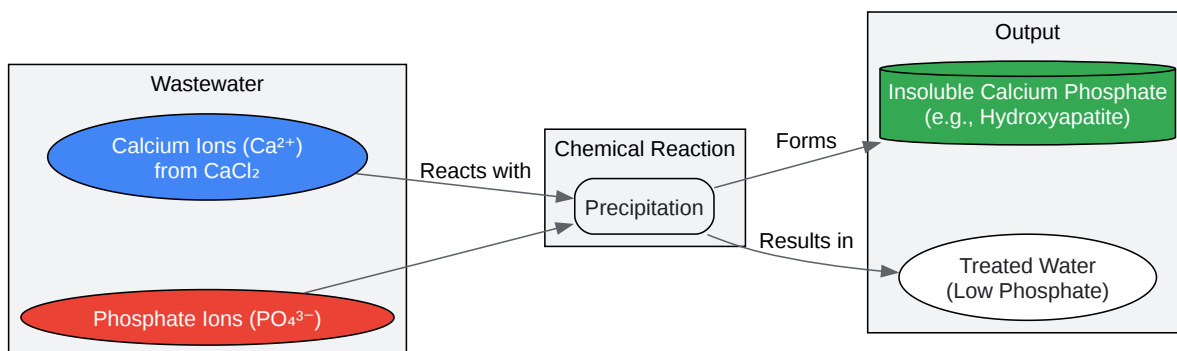 Wastewater
Calcium Ions (Ca²⁺)
from CaCl₂
Phosphate Ions (PO₄³⁻)
Reacts with
Chemical Reaction
Precipitation
Forms
Results in
Output
Insoluble Calcium Phosphate
(e.g., Hydroxyapatite)
Treated Water
(Low Phosphate)